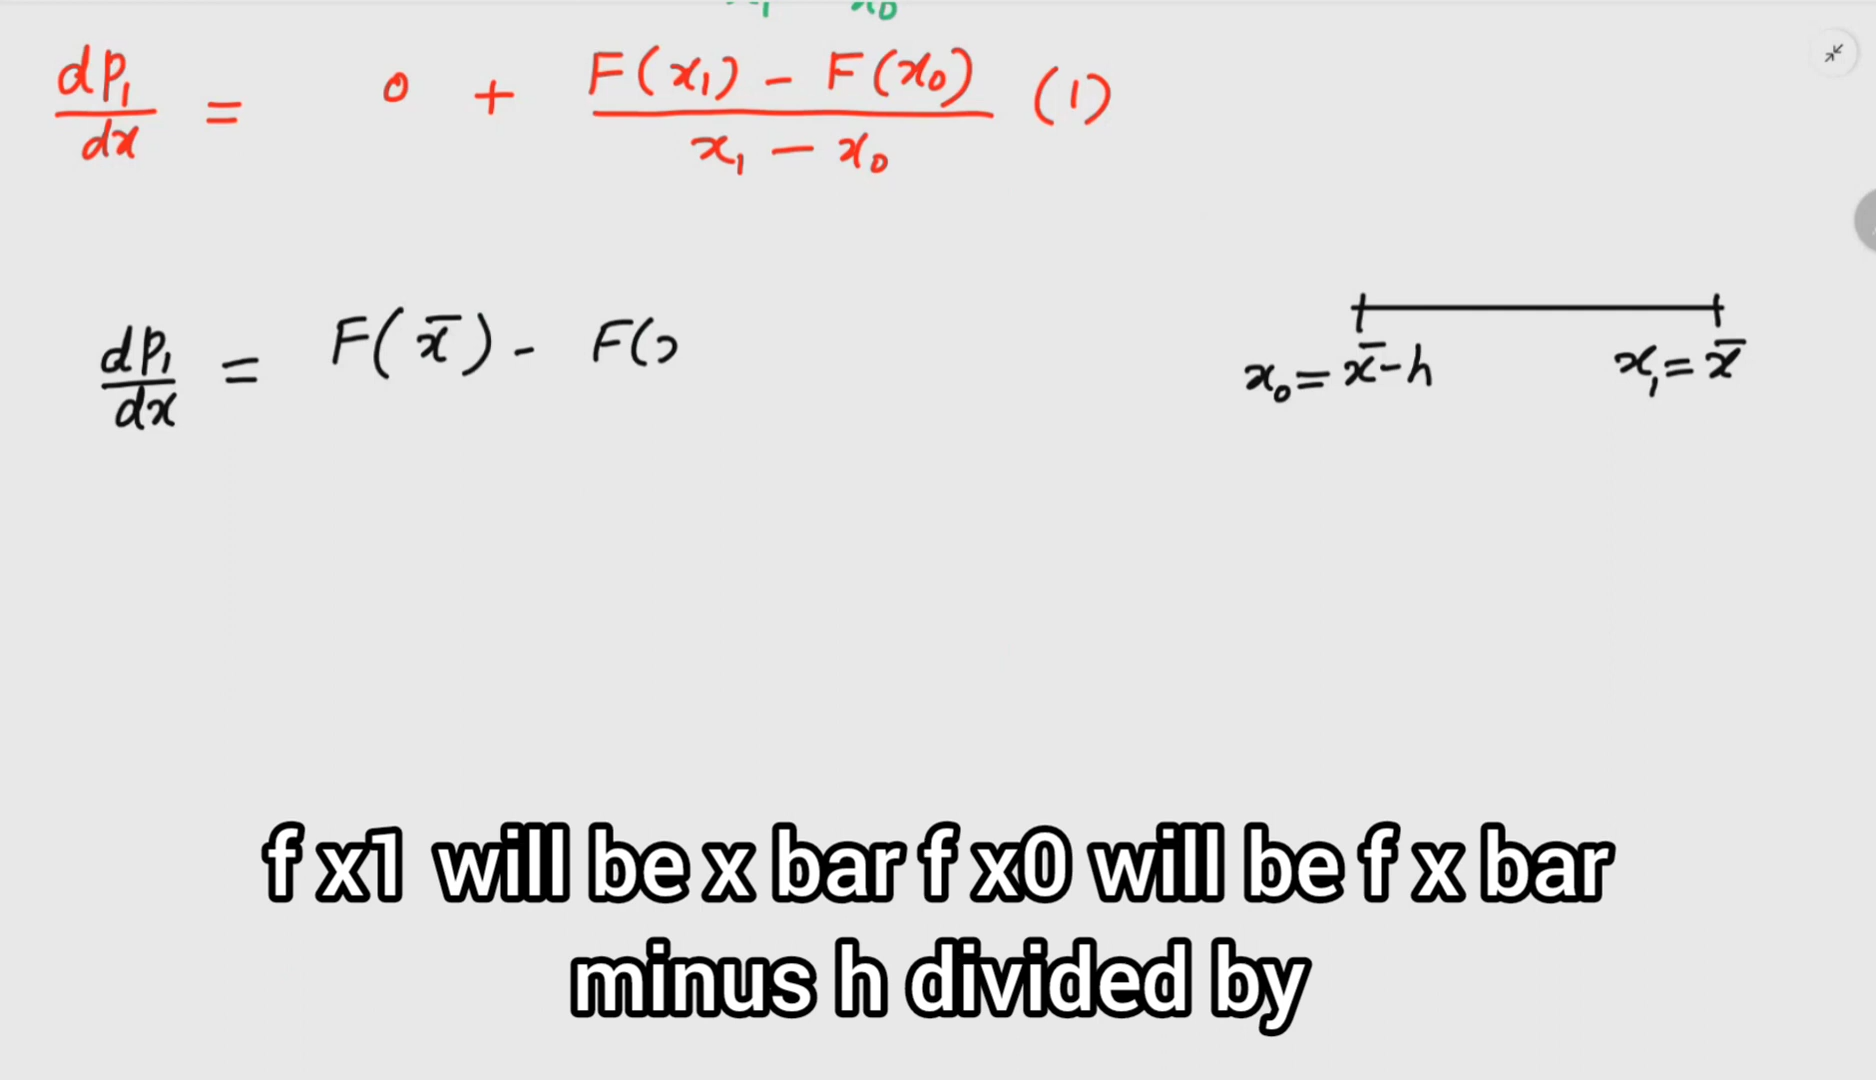 dP₁/dx = 0 + (F(x₁) - F(x₀))/(x₁ - x₀) (1)
dP₁/dx = F(x̄) - F(
x₀ = x̄-h
x₁ = x̄
f x1 will be x bar f x0 will be f x bar
minus h divided by